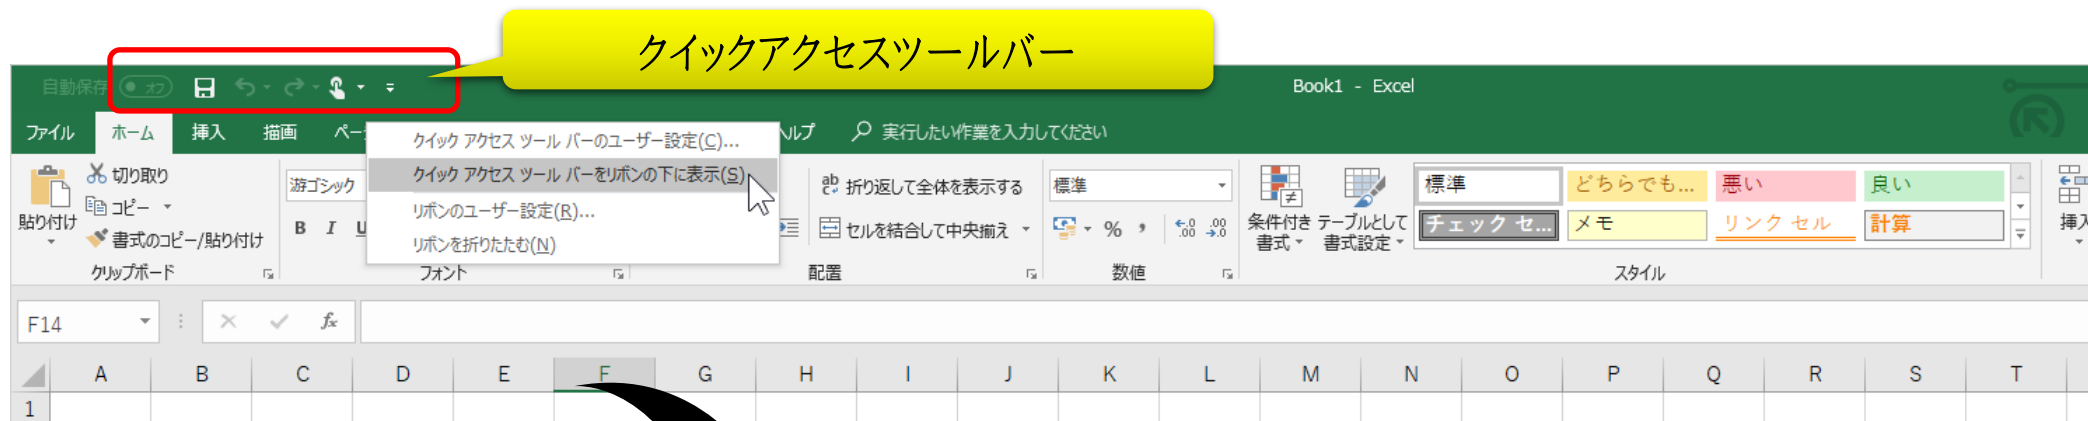 クイックアクセスツールバー
自動保存 オフ
Book1 - Excel
ファイル ホーム 挿入 描画 ペー ヘルプ 実行したい作業を入力してください
クイック アクセス ツール バーのユーザー設定(C)...
クイック アクセス ツール バーをリボンの下に表示(S)
リボンのユーザー設定(R)...
リボンを折りたたむ(N)
貼り付け
切り取り
コピー
書式のコピー/貼り付け
クリップボード
游ゴシック
B I U
フォント
ab 折り返して全体を表示する
セルを結合して中央揃え
配置
標準
% ,
.00 .00
数値
条件付き
書式
テーブルとして
書式設定
標準 どちらでも... 悪い 良い
チェック セ... メモ リンク セル 計算
スタイル
挿入
F14 fx
A B C D E F G H I J K L M N O P Q R S T
1